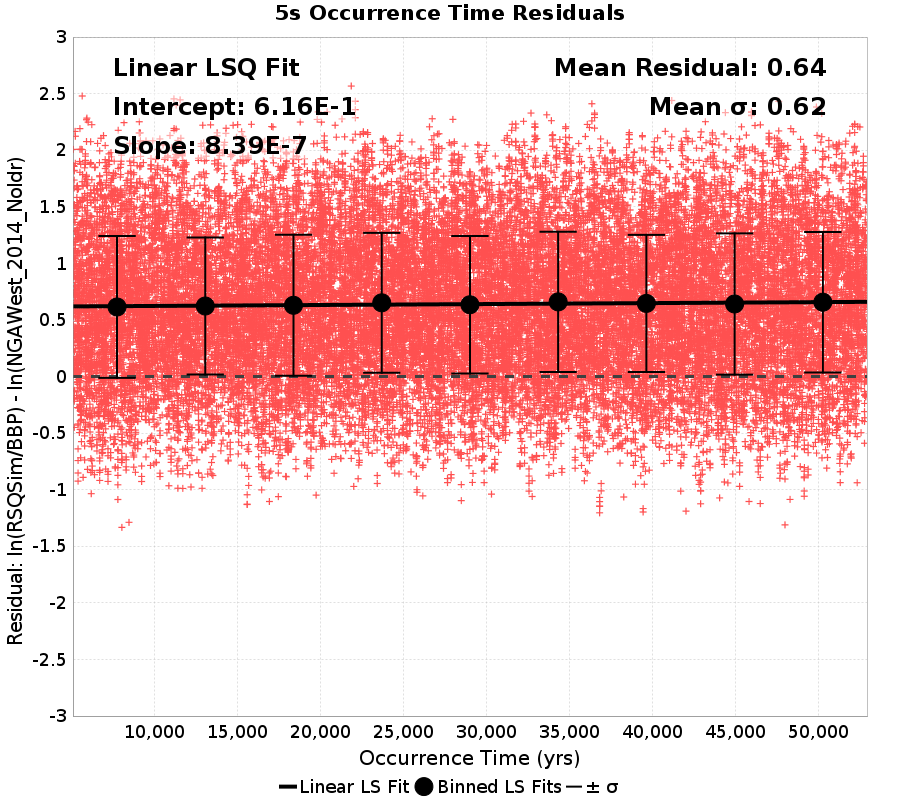 5s Occurrence Time Residuals
Linear LSQ Fit
Intercept: 6.16E-1
Slope: 8.39E-7
Mean Residual: 0.64
Mean σ: 0.62
Residual: ln(RSQSim/BBP) - ln(NGAWest_2014_NoIdr)
3
2.5
2
1.5
1
0.5
0
-0.5
-1
-1.5
-2
-2.5
-3
10,000 15,000 20,000 25,000 30,000 35,000 40,000 45,000 50,000
Occurrence Time (yrs)
Linear LS Fit Binned LS Fits ± σ